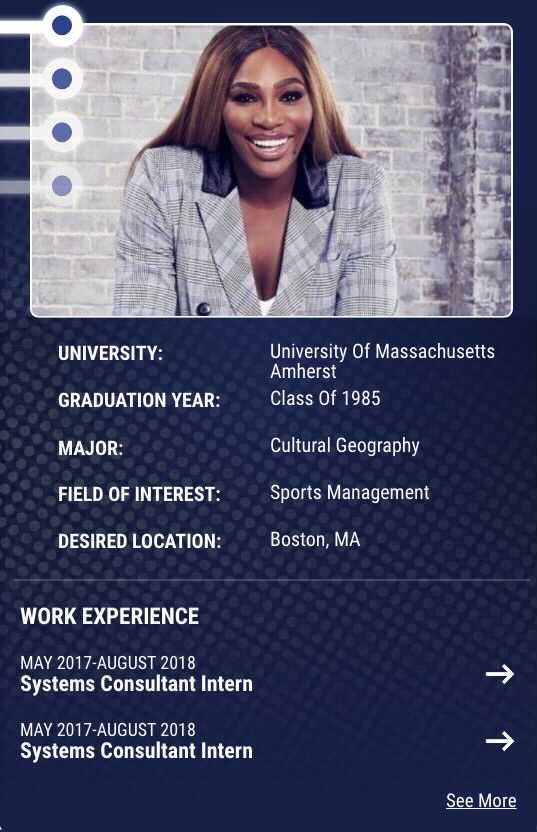 UNIVERSITY: University Of Massachusetts
Amherst
GRADUATION YEAR: Class Of 1985
MAJOR: Cultural Geography
FIELD OF INTEREST: Sports Management
DESIRED LOCATION: Boston, MA
WORK EXPERIENCE
MAY 2017-AUGUST 2018
Systems Consultant Intern
MAY 2017-AUGUST 2018
Systems Consultant Intern
See More